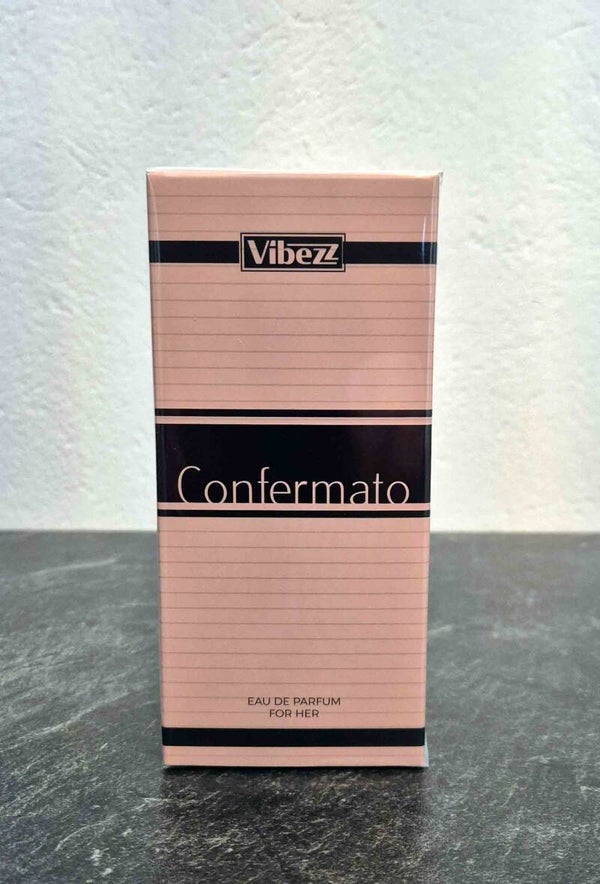 Vibezz
Confermato
EAU DE PARFUM
FOR HER